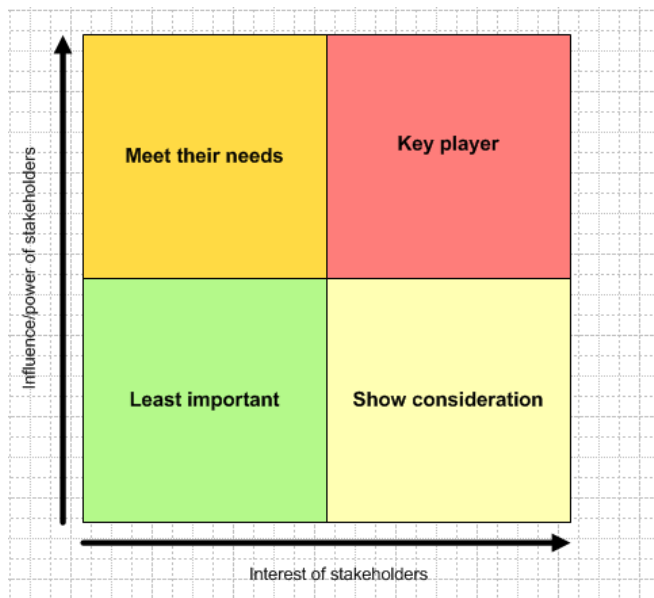 Influence/power of stakeholders
Meet their needs
Key player
Least important
Show consideration
Interest of stakeholders